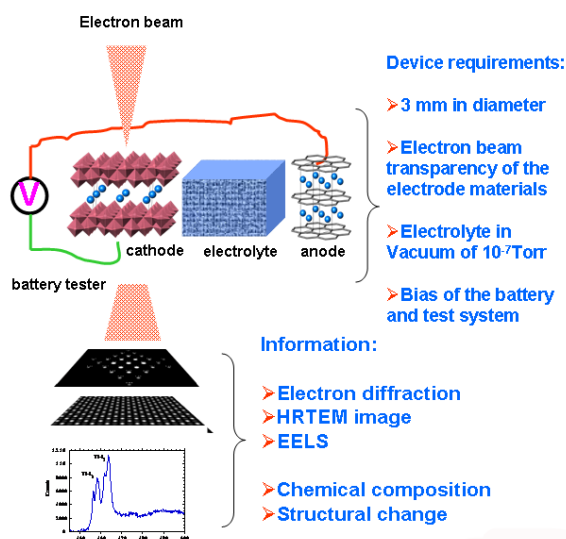 Electron beam
Device requirements:
➢3 mm in diameter
➢Electron beam
transparency of the
electrode materials
➢Electrolyte in
Vacuum of 10⁻⁷Torr
➢Bias of the battery
and test system
V
cathode
electrolyte
anode
battery tester
Information:
➢Electron diffraction
➢HRTEM image
➢EELS
➢Chemical composition
➢Structural change